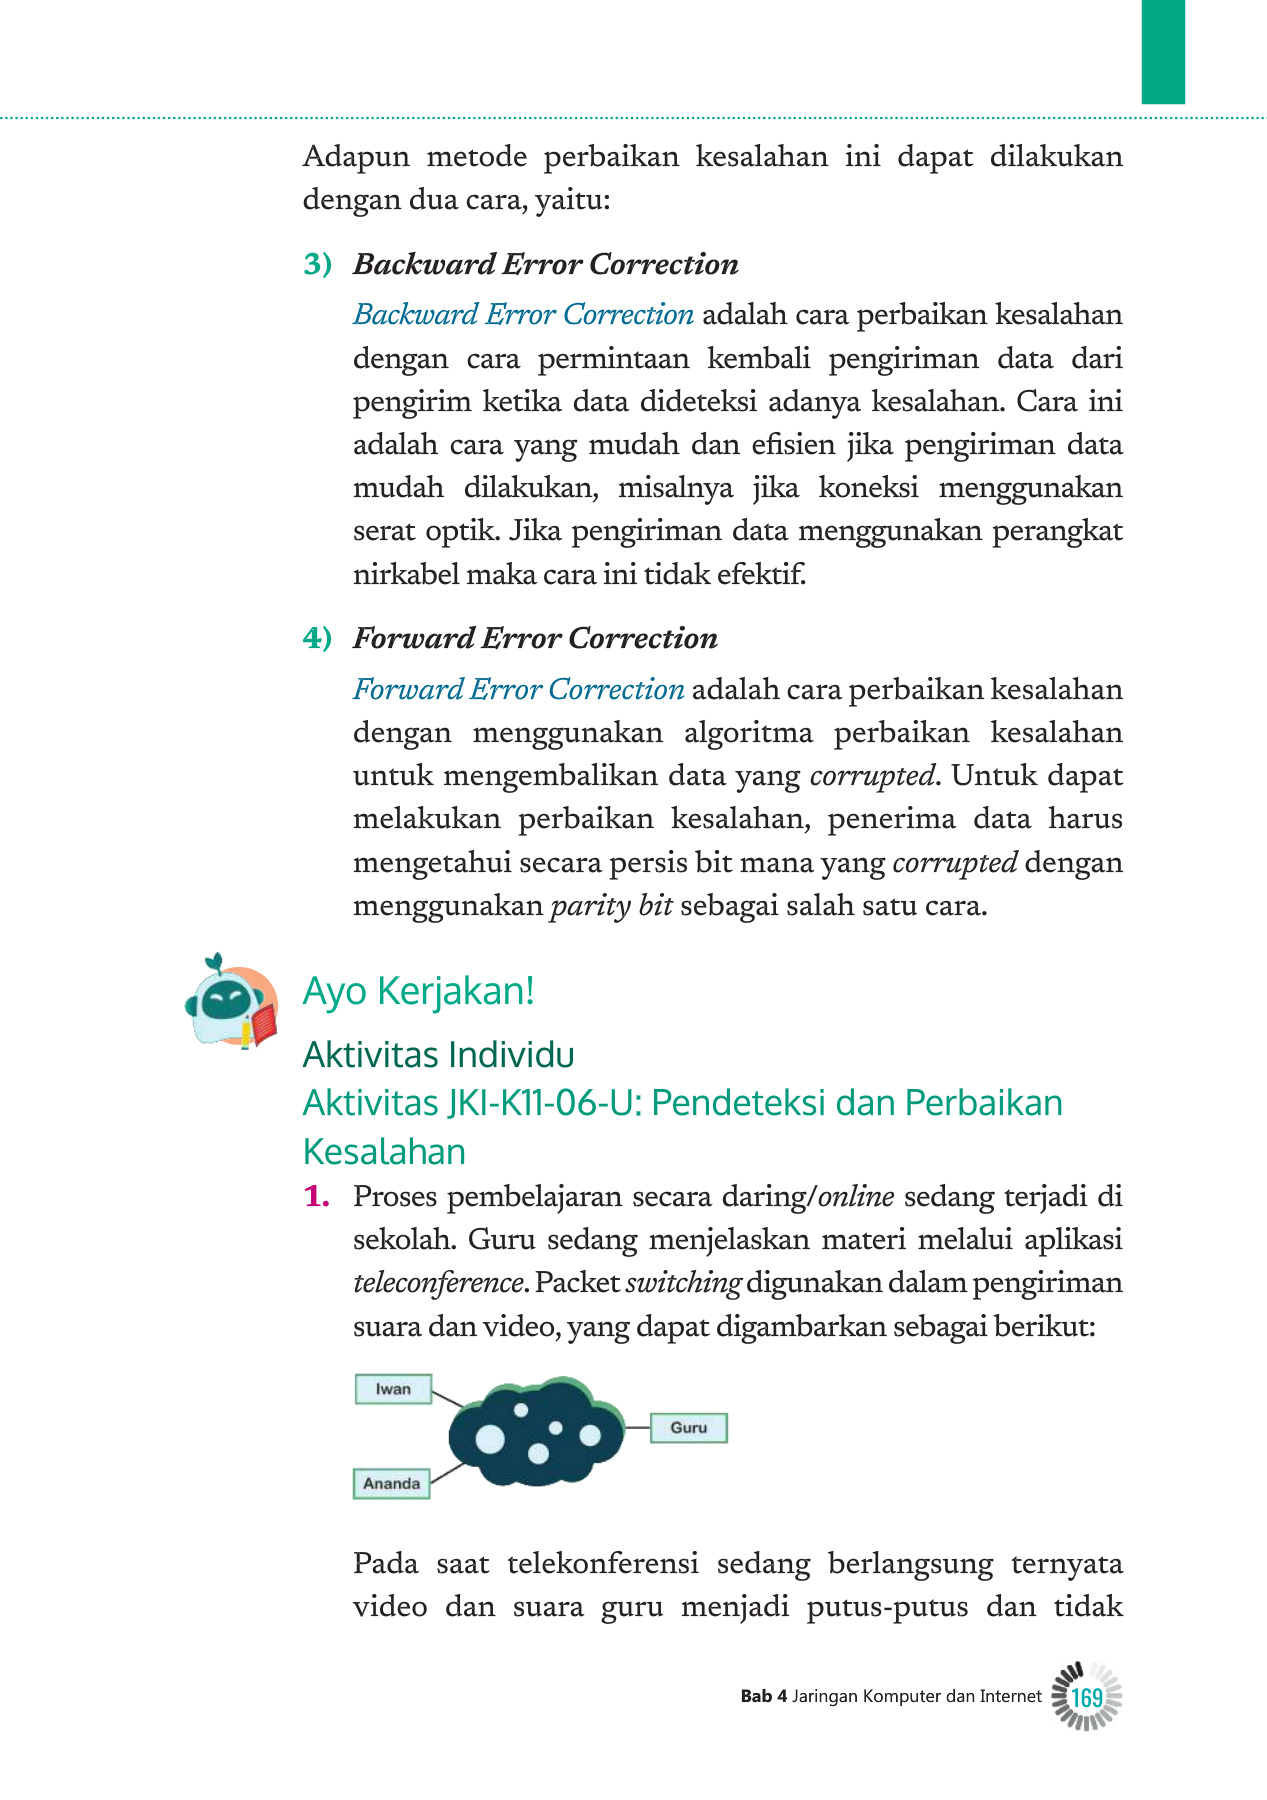 Adapun metode perbaikan kesalahan ini dapat dilakukan
dengan dua cara, yaitu:
3) Backward Error Correction
Backward Error Correction adalah cara perbaikan kesalahan
dengan cara permintaan kembali pengiriman data dari
pengirim ketika data dideteksi adanya kesalahan. Cara ini
adalah cara yang mudah dan efisien jika pengiriman data
mudah dilakukan, misalnya jika koneksi menggunakan
serat optik. Jika pengiriman data menggunakan perangkat
nirkabel maka cara ini tidak efektif.
4) Forward Error Correction
Forward Error Correction adalah cara perbaikan kesalahan
dengan menggunakan algoritma perbaikan kesalahan
untuk mengembalikan data yang corrupted. Untuk dapat
melakukan perbaikan kesalahan, penerima data harus
mengetahui secara persis bit mana yang corrupted dengan
menggunakan parity bit sebagai salah satu cara.
Ayo Kerjakan!
Aktivitas Individu
Aktivitas JKI-K11-06-U: Pendeteksi dan Perbaikan
Kesalahan
1. Proses pembelajaran secara daring/online sedang terjadi di
sekolah. Guru sedang menjelaskan materi melalui aplikasi
teleconference. Packet switching digunakan dalam pengiriman
suara dan video, yang dapat digambarkan sebagai berikut:
Iwan
Guru
Ananda
Pada saat telekonferensi sedang berlangsung ternyata
video dan suara guru menjadi putus-putus dan tidak
Bab 4 Jaringan Komputer dan Internet 169